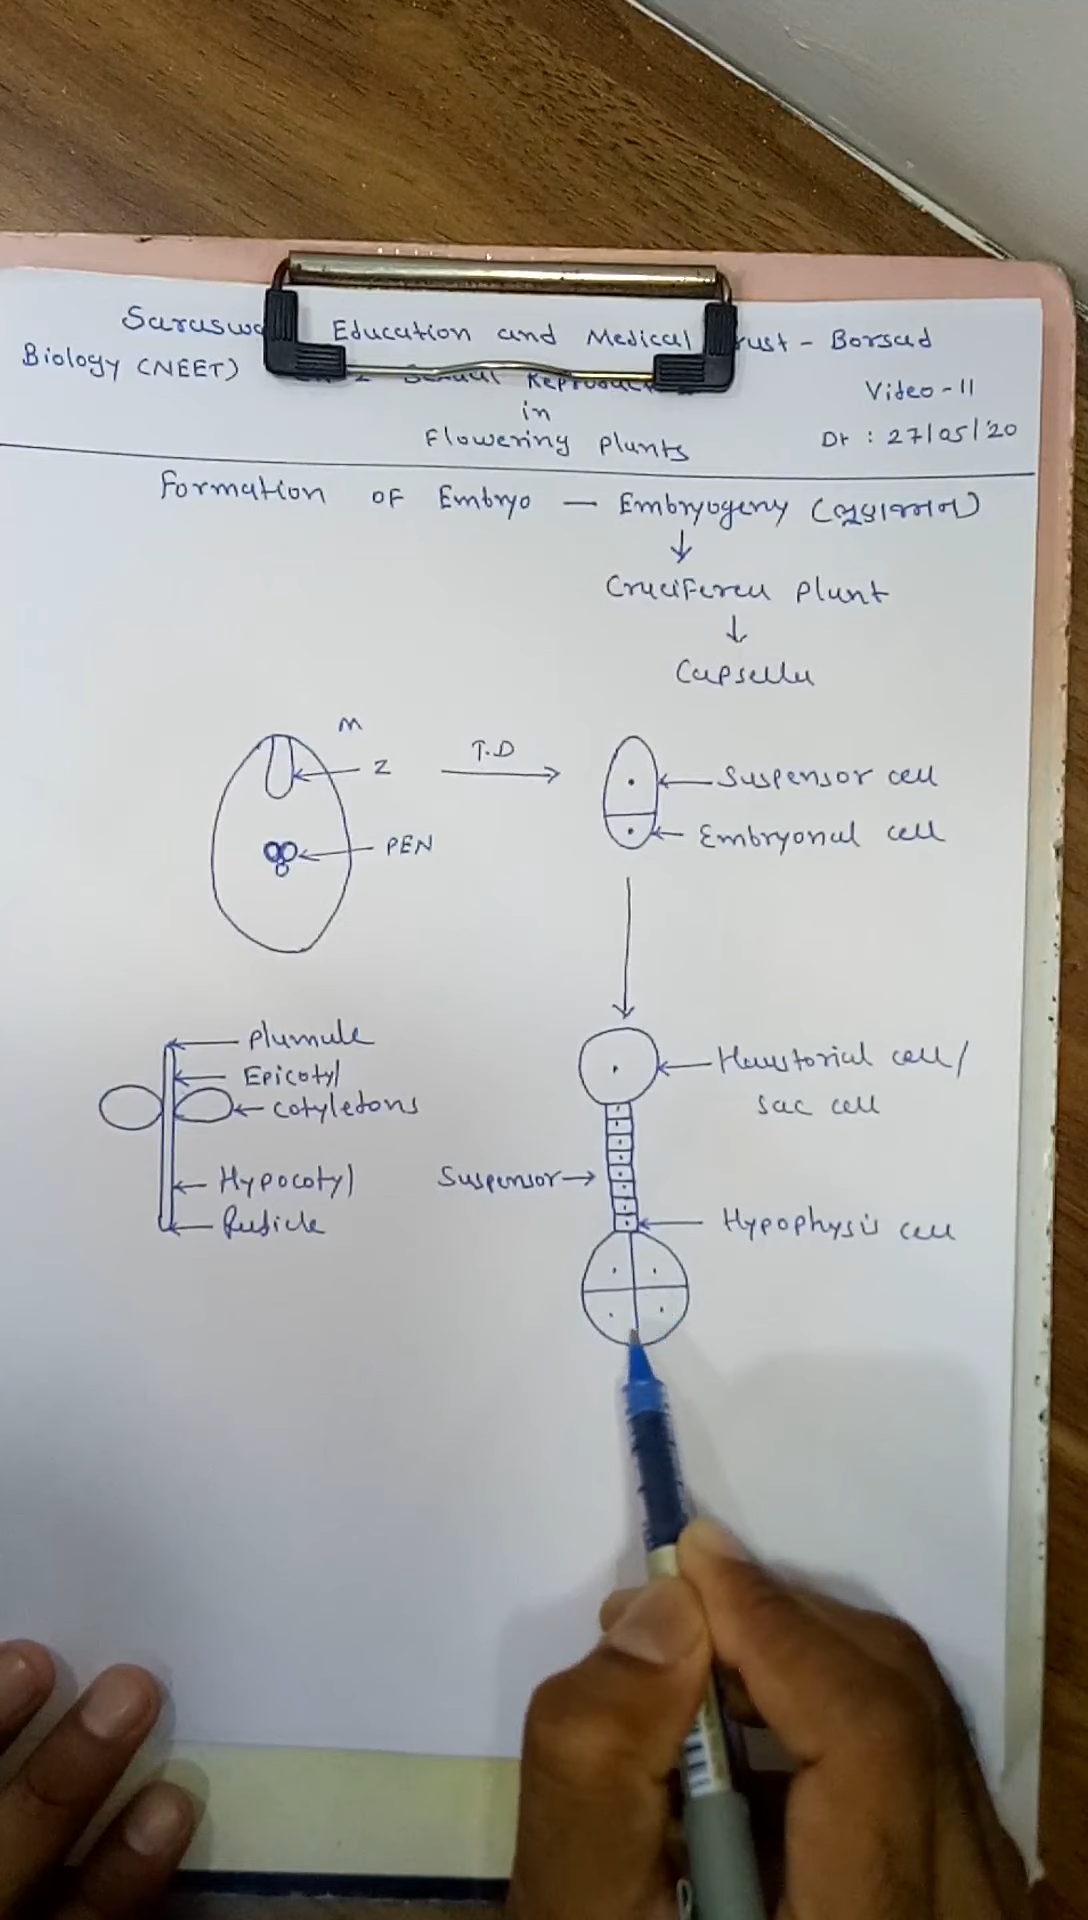 Saraswa Education and Medical rust - Borsad
Biology (NEET)
Video - 11
in
Flowering Plants
Dt : 27/05/'20
Formation OF Embryo — Embryogeny
↓
Cruciferea Plant
↓
Capsella
M
Z
T.D
Suspensor cell
Embryonal cell
PEN
Plumule
Epicotyl
Cotyletons
Hypocotyl
Radicle
Haustorial cell /
Sac cell
Suspensor
Hypophysis cell